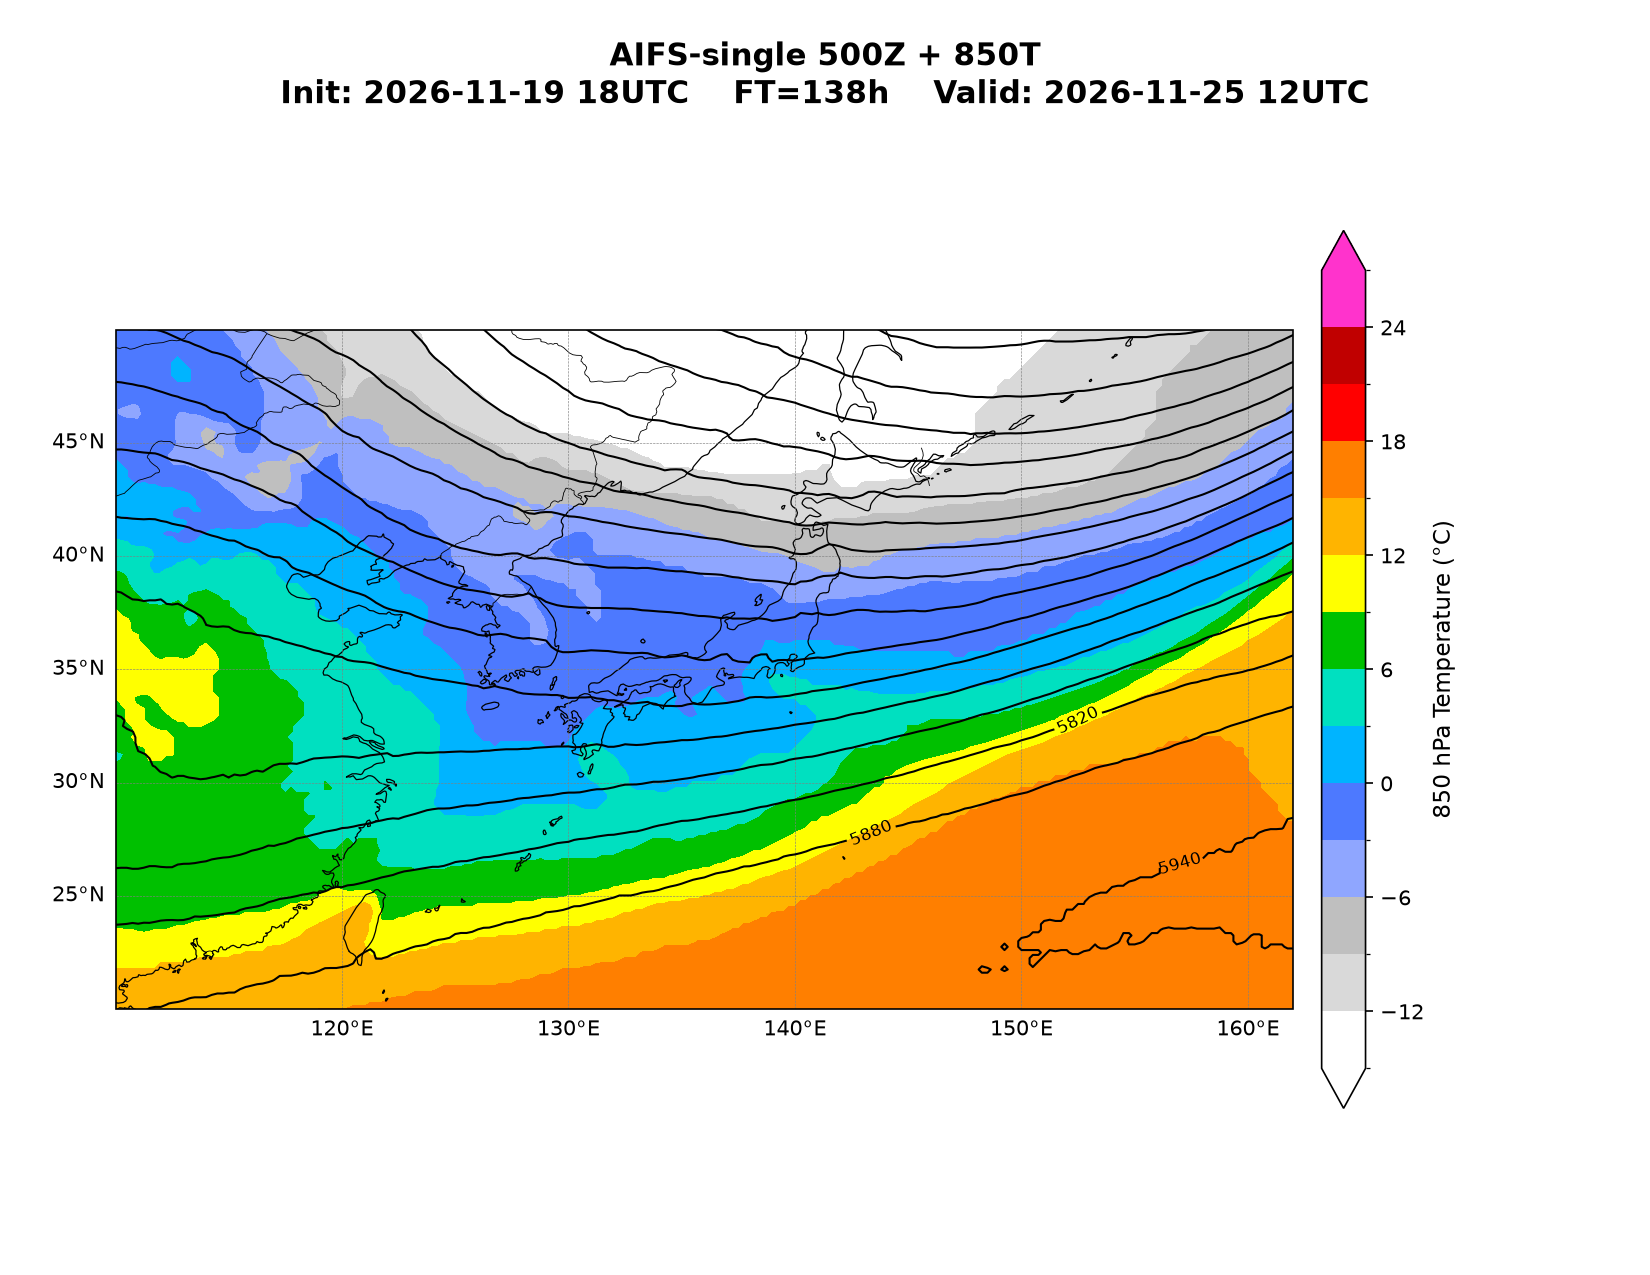 AIFS-single 500Z + 850T
Init: 2026-11-19 18UTC    FT=138h    Valid: 2026-11-25 12UTC
24
18
12
6
0
−6
−12
850 hPa Temperature (°C)
45°N
40°N
35°N
30°N
25°N
5820
5880
5940
120°E
130°E
140°E
150°E
160°E